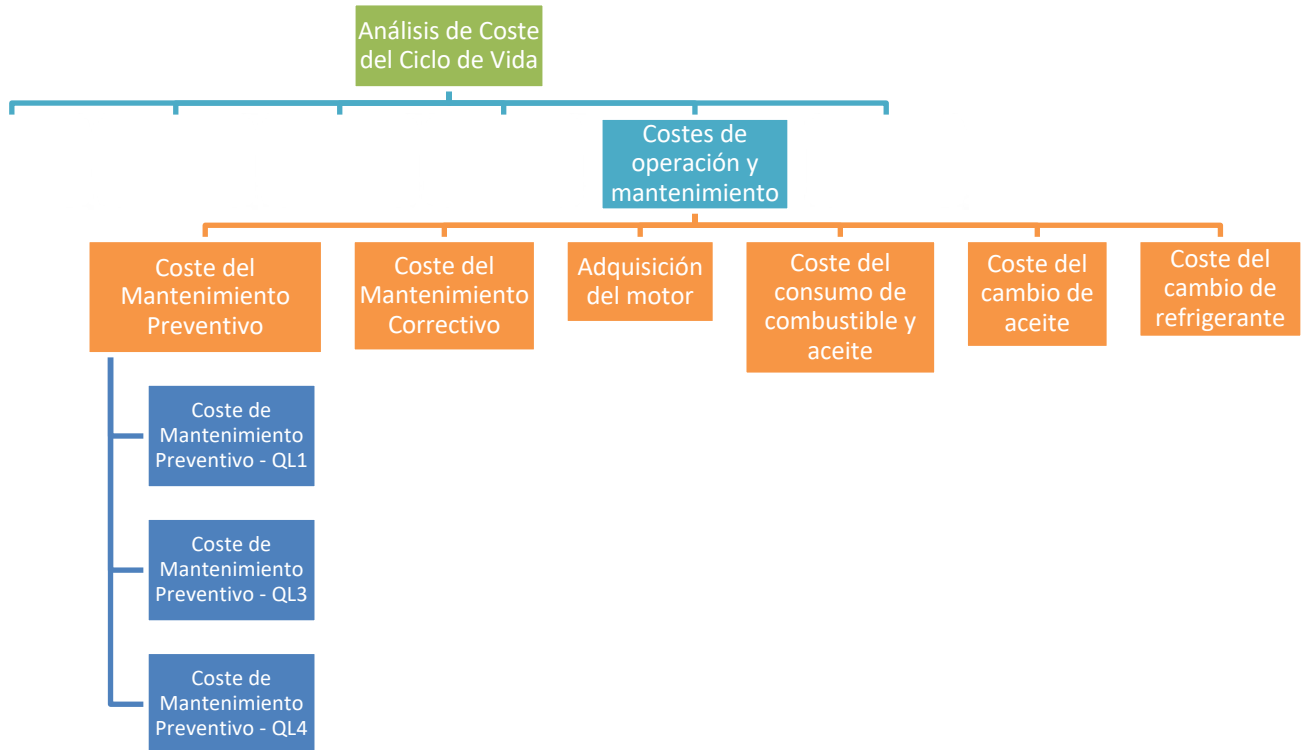 Análisis de Coste
del Ciclo de Vida
Costes de
operación y
mantenimiento
Coste del
Mantenimiento
Preventivo
Coste del
Mantenimiento
Correctivo
Adquisición
del motor
Coste del
consumo de
combustible y
aceite
Coste del
cambio de
aceite
Coste del
cambio de
refrigerante
Coste de
Mantenimiento
Preventivo - QL1
Coste de
Mantenimiento
Preventivo - QL3
Coste de
Mantenimiento
Preventivo - QL4